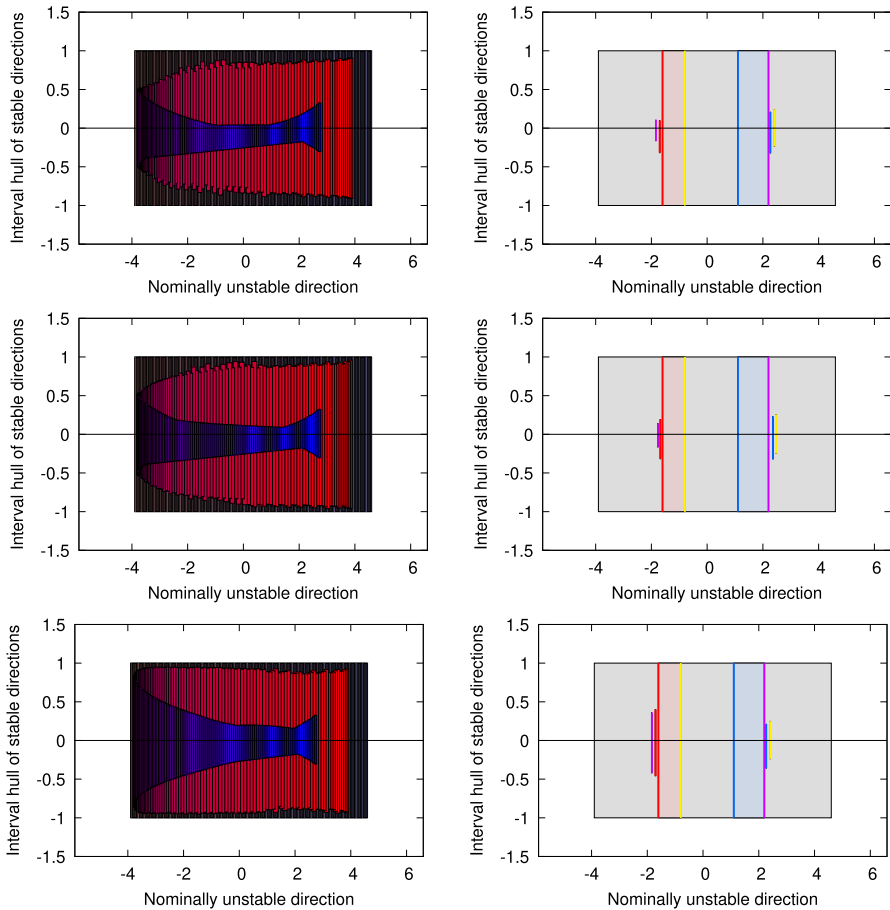 1.5 1.5
1 1
0.5 0.5
0 0
-0.5 -0.5
-1 -1
-1.5 -1.5
-4 -2 0 2 4 6 -4 -2 0 2 4 6
Interval hull of stable directions Interval hull of stable directions
Nominally unstable direction Nominally unstable direction
1.5 1.5
1 1
0.5 0.5
0 0
-0.5 -0.5
-1 -1
-1.5 -1.5
-4 -2 0 2 4 6 -4 -2 0 2 4 6
Interval hull of stable directions Interval hull of stable directions
Nominally unstable direction Nominally unstable direction
1.5 1.5
1 1
0.5 0.5
0 0
-0.5 -0.5
-1 -1
-1.5 -1.5
-4 -2 0 2 4 6 -4 -2 0 2 4 6
Interval hull of stable directions Interval hull of stable directions
Nominally unstable direction Nominally unstable direction